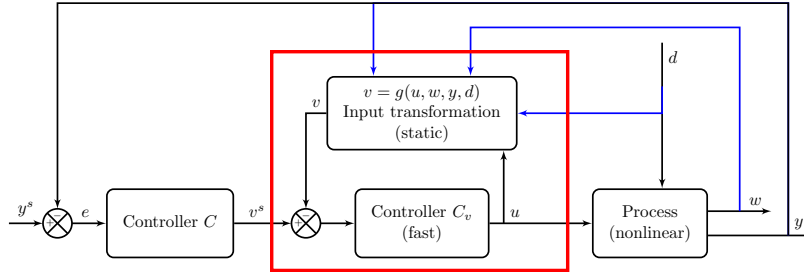 v = g(u, w, y, d)
Input transformation
(static)
d
v
y^s
+
−
e
Controller C
v^s
+
−
Controller C_v
(fast)
u
Process
(nonlinear)
w
y